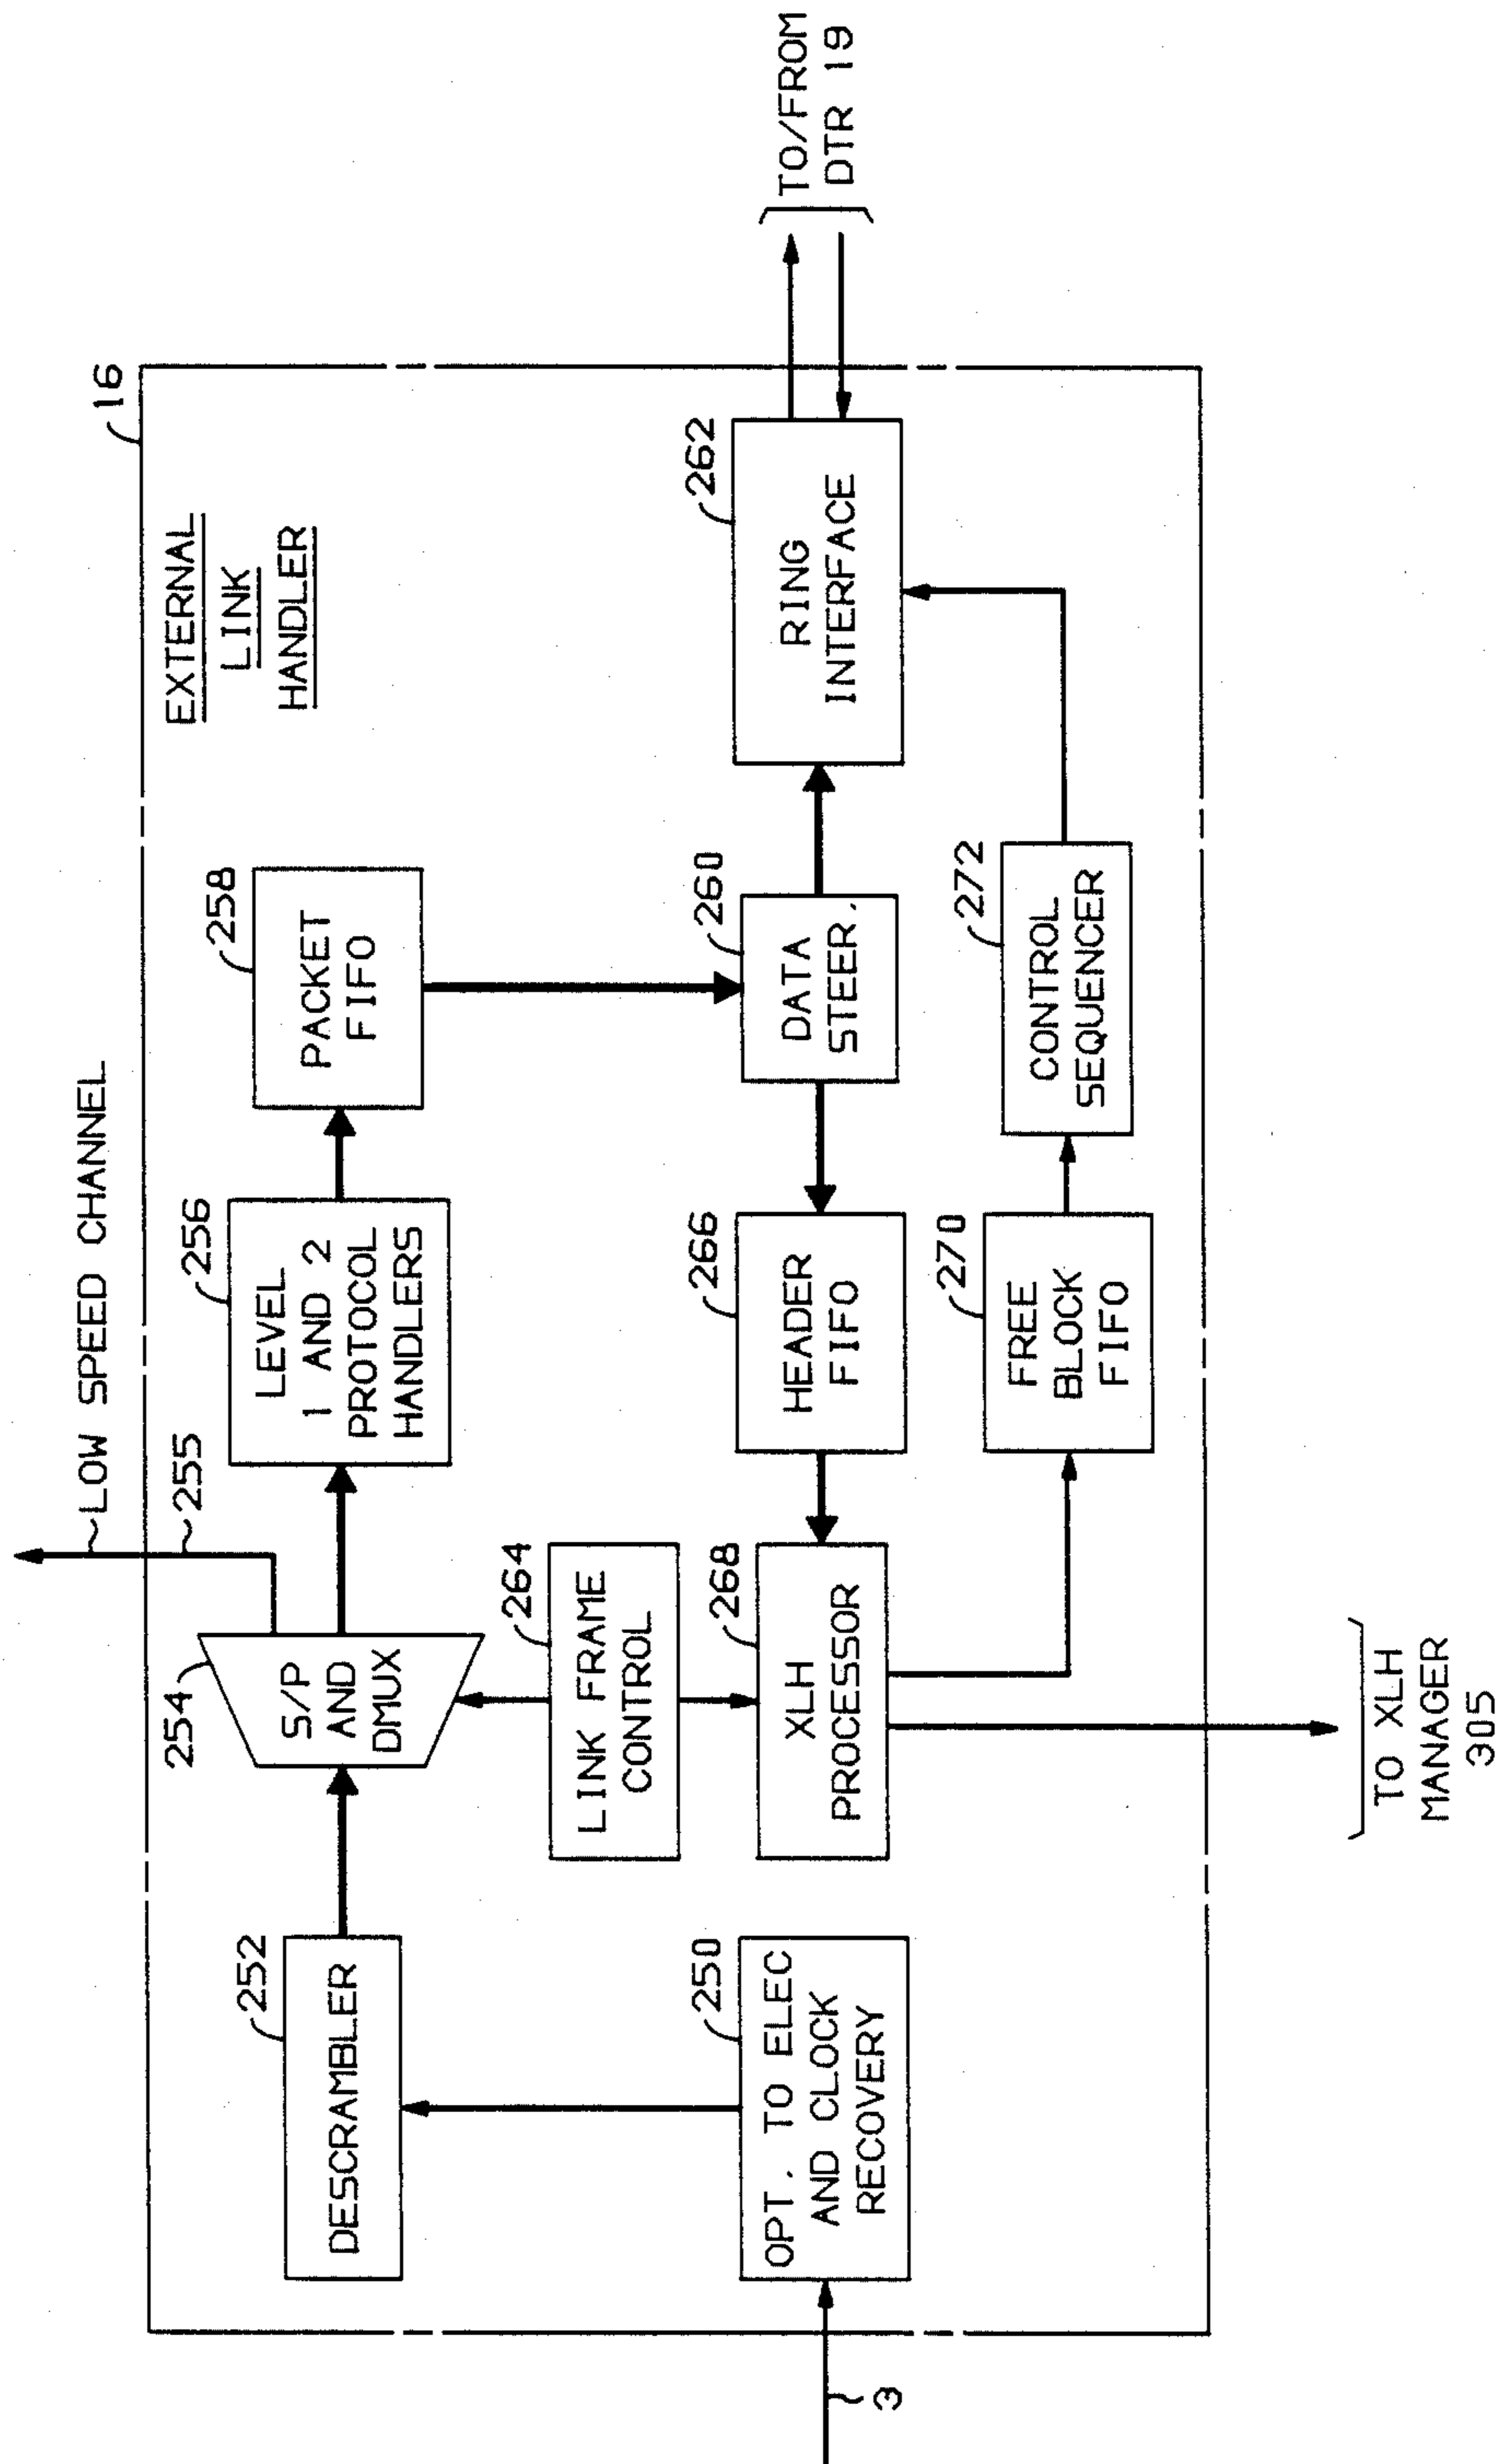 LOW SPEED CHANNEL
255
16
EXTERNAL
LINK
HANDLER
252
DESCRAMBLER
254
S/P
AND
DMUX
256
LEVEL
1 AND 2
PROTOCOL
HANDLERS
258
PACKET
FIFO
264
LINK FRAME
CONTROL
3
250
OPT. TO ELEC
AND CLOCK
RECOVERY
268
XLH
PROCESSOR
266
HEADER
FIFO
260
DATA
STEER.
262
RING
INTERFACE
TO/FROM
DTR 19
270
FREE
BLOCK
FIFO
272
CONTROL
SEQUENCER
TO XLH
MANAGER
305